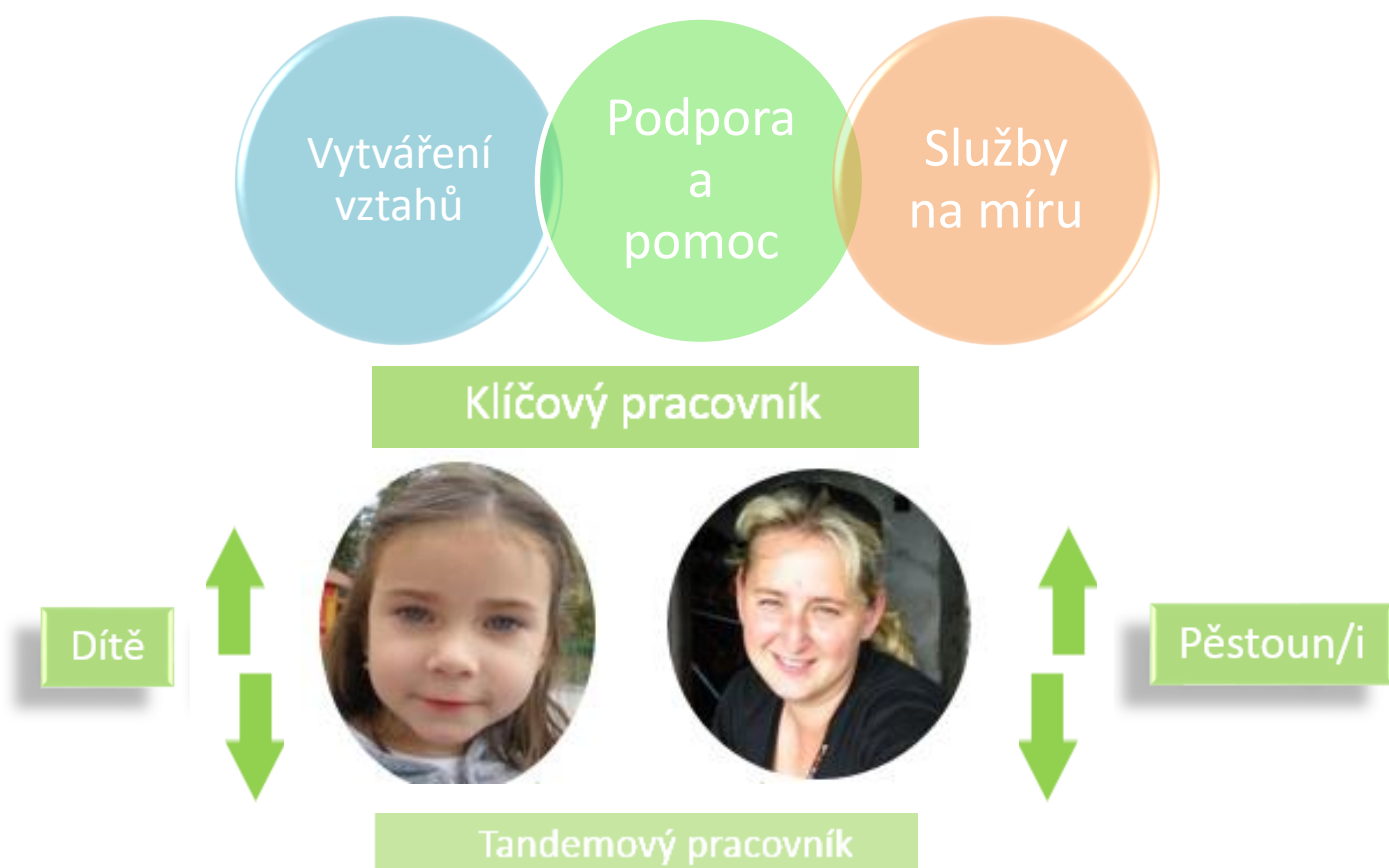 Vytváření
vztahů
Podpora
a
pomoc
Služby
na míru
Klíčový pracovník
Dítě
Pěstoun/i
Tandemový pracovník